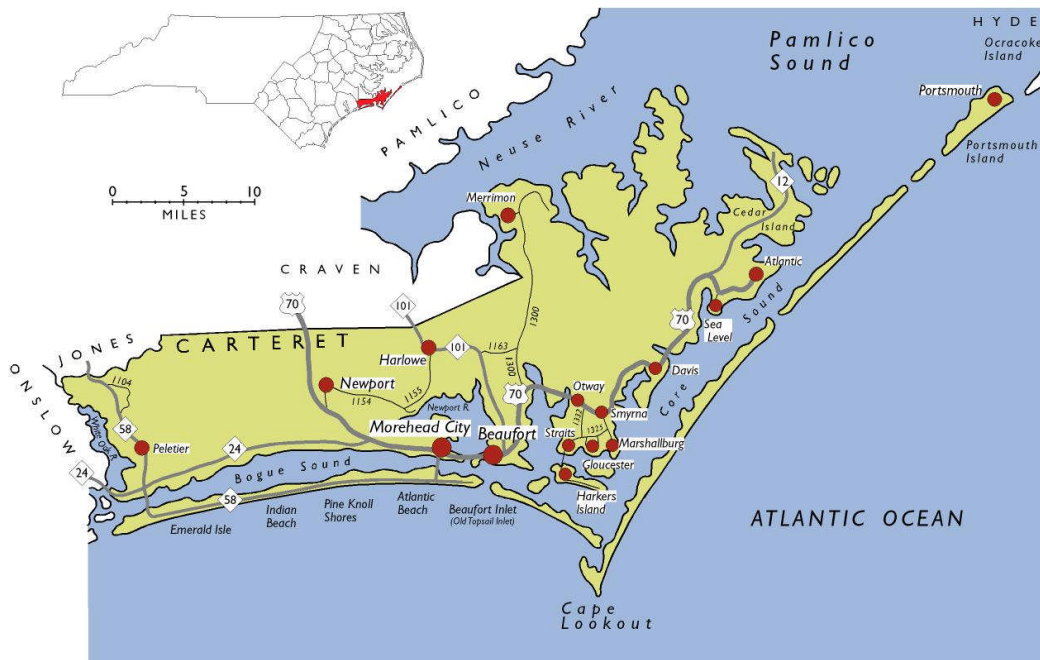 HYDE
Ocracoke
Island
Pamlico
Sound
Portsmouth
Portsmouth
Island
PAMLICO
Neuse River
0 5 10
MILES
12
Merrimon
Cedar
Island
Atlantic
CRAVEN
70
101
1300
Sound
70
Sea
Level
JONES
CARTERET
101
1163
Harlowe
ONSLOW
1104
Newport
1154
1155
1300
70
Davis
Core
Otway
Newport R.
1332
Smyrna
1325
58
White Oak R.
Peletier
24
Morehead City
Beaufort
Straits
Marshallburg
Gloucester
24
Bogue Sound
58
Harkers
Island
Emerald Isle
Indian
Beach
Pine Knoll
Shores
Atlantic
Beach
Beaufort Inlet
(Old Topsail Inlet)
ATLANTIC OCEAN
Cape
Lookout